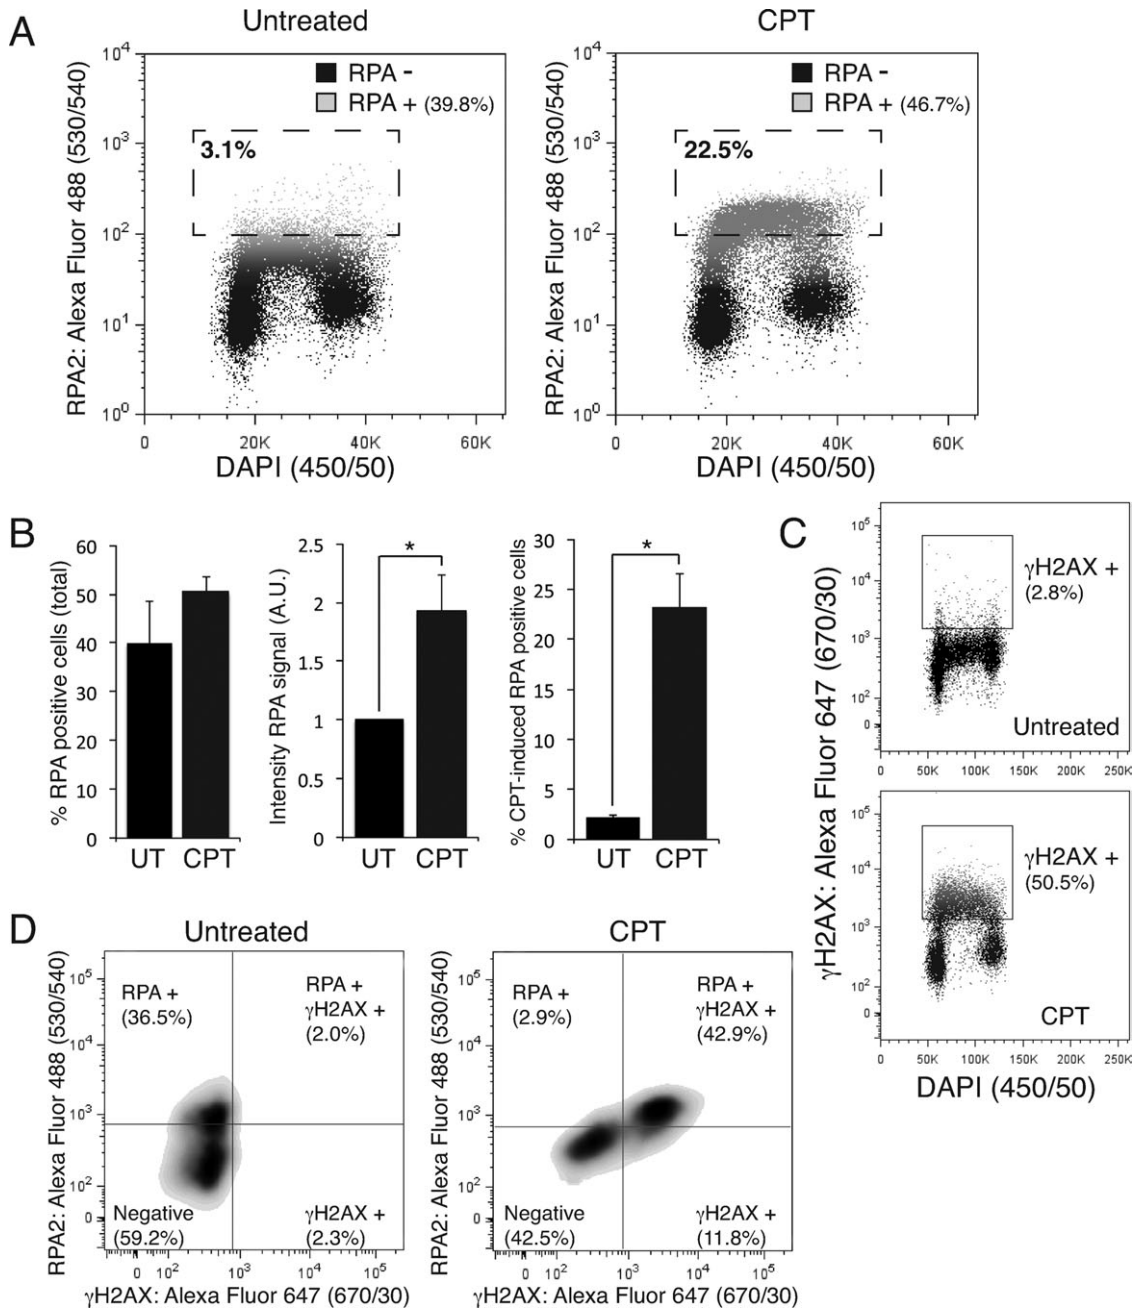 A
Untreated
RPA2: Alexa Fluor 488 (530/540)
10⁴
10³
10²
10¹
10⁰
RPA -
RPA + (39.8%)
3.1%
0
20K
40K
60K
DAPI (450/50)
CPT
RPA2: Alexa Fluor 488 (530/540)
10⁴
10³
10²
10¹
10⁰
RPA -
RPA + (46.7%)
22.5%
0
20K
40K
60K
DAPI (450/50)
B
% RPA positive cells (total)
60
50
40
30
20
10
0
UT CPT
Intensity RPA signal (A.U.)
2.5
2
1.5
1
0.5
0
*
UT CPT
% CPT-induced RPA positive cells
30
25
20
15
10
5
0
*
UT CPT
C
γH2AX: Alexa Fluor 647 (670/30)
10⁵
10⁴
10³
10²
0
γH2AX +
(2.8%)
Untreated
0 50K 100K 150K 200K 250K
10⁵
10⁴
10³
10²
0
γH2AX +
(50.5%)
CPT
0 50K 100K 150K 200K 250K
DAPI (450/50)
D
Untreated
RPA2: Alexa Fluor 488 (530/540)
10⁵
10⁴
10³
10²
0
RPA +
(36.5%)
RPA +
γH2AX +
(2.0%)
Negative
(59.2%)
γH2AX +
(2.3%)
0 10² 10³ 10⁴ 10⁵
γH2AX: Alexa Fluor 647 (670/30)
CPT
RPA2: Alexa Fluor 488 (530/540)
10⁵
10⁴
10³
10²
0
RPA +
(2.9%)
RPA +
γH2AX +
(42.9%)
Negative
(42.5%)
γH2AX +
(11.8%)
0 10² 10³ 10⁴ 10⁵
γH2AX: Alexa Fluor 647 (670/30)